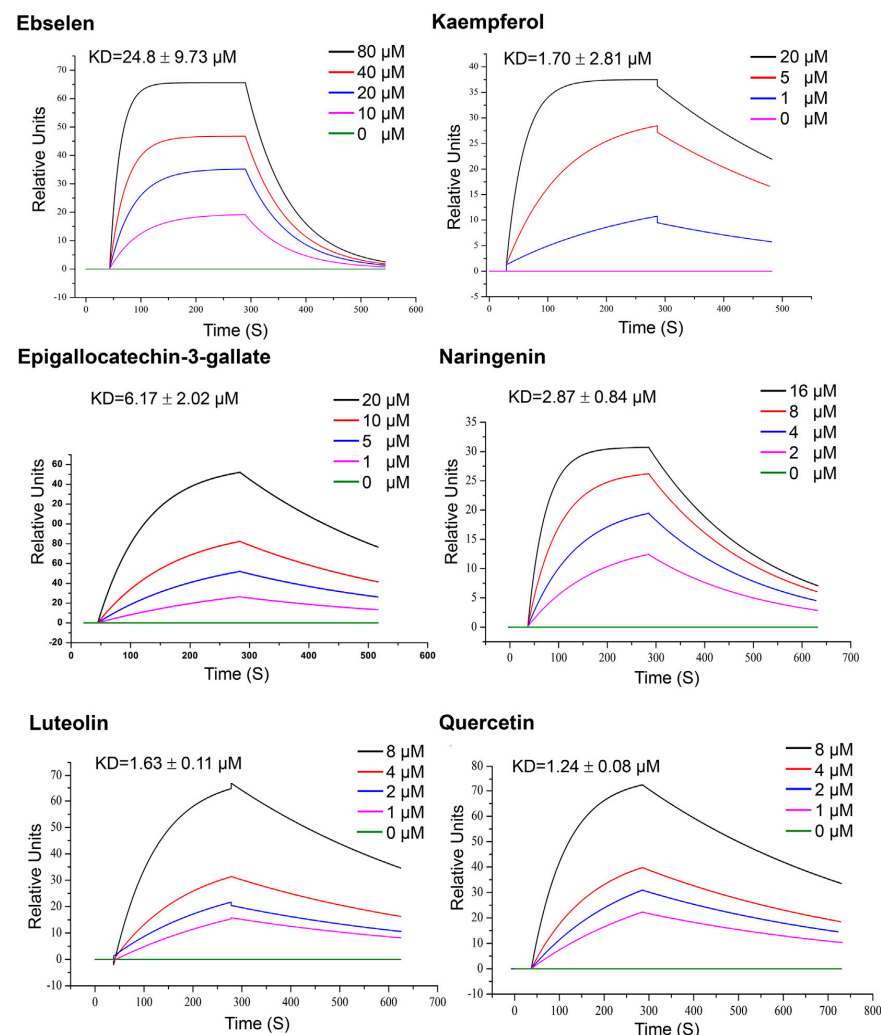 Ebselen
KD=24.8 ± 9.73 µM
80 µM
40 µM
20 µM
10 µM
0 µM
Relative Units
70
60
50
40
30
20
10
0
-10
0 100 200 300 400 500 600
Time (S)
Kaempferol
KD=1.70 ± 2.81 µM
20 µM
5 µM
1 µM
0 µM
Relative Units
40
35
30
25
20
15
10
5
0
5
0 100 200 300 400 500
Time (S)
Epigallocatechin-3-gallate
KD=6.17 ± 2.02 µM
20 µM
10 µM
5 µM
1 µM
0 µM
Relative Units
60
40
20
00
80
60
40
20
0
-20
0 100 200 300 400 500 600
Time (S)
Naringenin
KD=2.87 ± 0.84 µM
16 µM
8 µM
4 µM
2 µM
0 µM
Relative Units
35
30
25
20
15
10
5
0
0 100 200 300 400 500 600 700
Time (S)
Luteolin
KD=1.63 ± 0.11 µM
8 µM
4 µM
2 µM
1 µM
0 µM
Relative Units
70
60
50
40
30
20
10
0
-10
0 100 200 300 400 500 600 700
Time (S)
Quercetin
KD=1.24 ± 0.08 µM
8 µM
4 µM
2 µM
1 µM
0 µM
Relative Units
80
70
60
50
40
30
20
10
0
-10
0 100 200 300 400 500 600 700 800
Time (S)